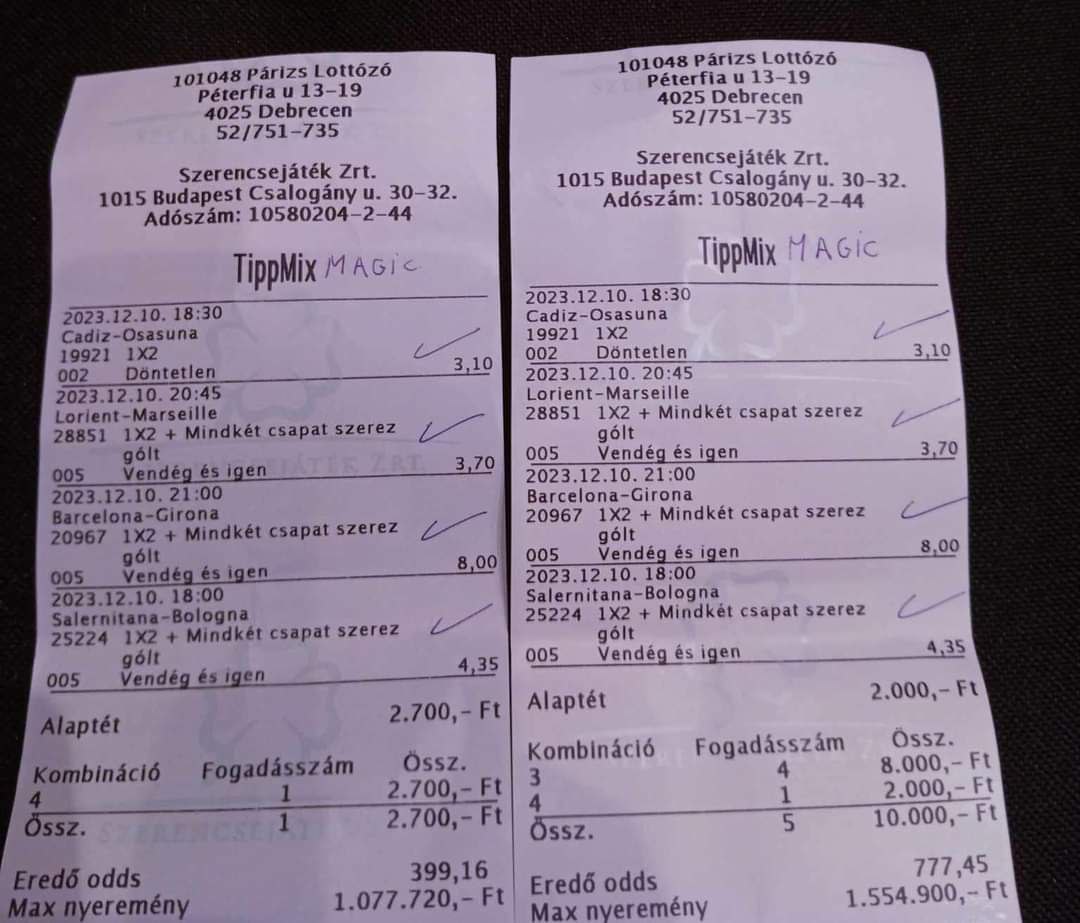 101048 Párizs Lottózó
Péterfia u 13-19
4025 Debrecen
52/751-735
Szerencsejáték Zrt.
1015 Budapest Csalogány u. 30-32.
Adószám: 10580204-2-44
TippMix MAGIC
2023.12.10. 18:30
Cadiz-Osasuna
19921 1X2
002 Döntetlen 3,10
2023.12.10. 20:45
Lorient-Marseille
28851 1X2 + Mindkét csapat szerez
gólt
005 Vendég és igen 3,70
2023.12.10. 21:00
Barcelona-Girona
20967 1X2 + Mindkét csapat szerez
gólt
005 Vendég és igen 8,00
2023.12.10. 18:00
Salernitana-Bologna
25224 1X2 + Mindkét csapat szerez
gólt
005 Vendég és igen 4,35
Alaptét 2.700,- Ft
Kombináció Fogadásszám Össz.
4 1 2.700,- Ft
Össz. 1 2.700,- Ft
Eredő odds 399,16
Max nyeremény 1.077.720,- Ft
101048 Párizs Lottózó
Péterfia u 13-19
4025 Debrecen
52/751-735
Szerencsejáték Zrt.
1015 Budapest Csalogány u. 30-32.
Adószám: 10580204-2-44
TippMix MAGIC
2023.12.10. 18:30
Cadiz-Osasuna
19921 1X2
002 Döntetlen 3,10
2023.12.10. 20:45
Lorient-Marseille
28851 1X2 + Mindkét csapat szerez
gólt
005 Vendég és igen 3,70
2023.12.10. 21:00
Barcelona-Girona
20967 1X2 + Mindkét csapat szerez
gólt
005 Vendég és igen 8,00
2023.12.10. 18:00
Salernitana-Bologna
25224 1X2 + Mindkét csapat szerez
gólt
005 Vendég és igen 4,35
Alaptét 2.000,- Ft
Kombináció Fogadásszám Össz.
3 4 8.000,- Ft
4 1 2.000,- Ft
Össz. 5 10.000,- Ft
Eredő odds 777,45
Max nyeremény 1.554.900,- Ft